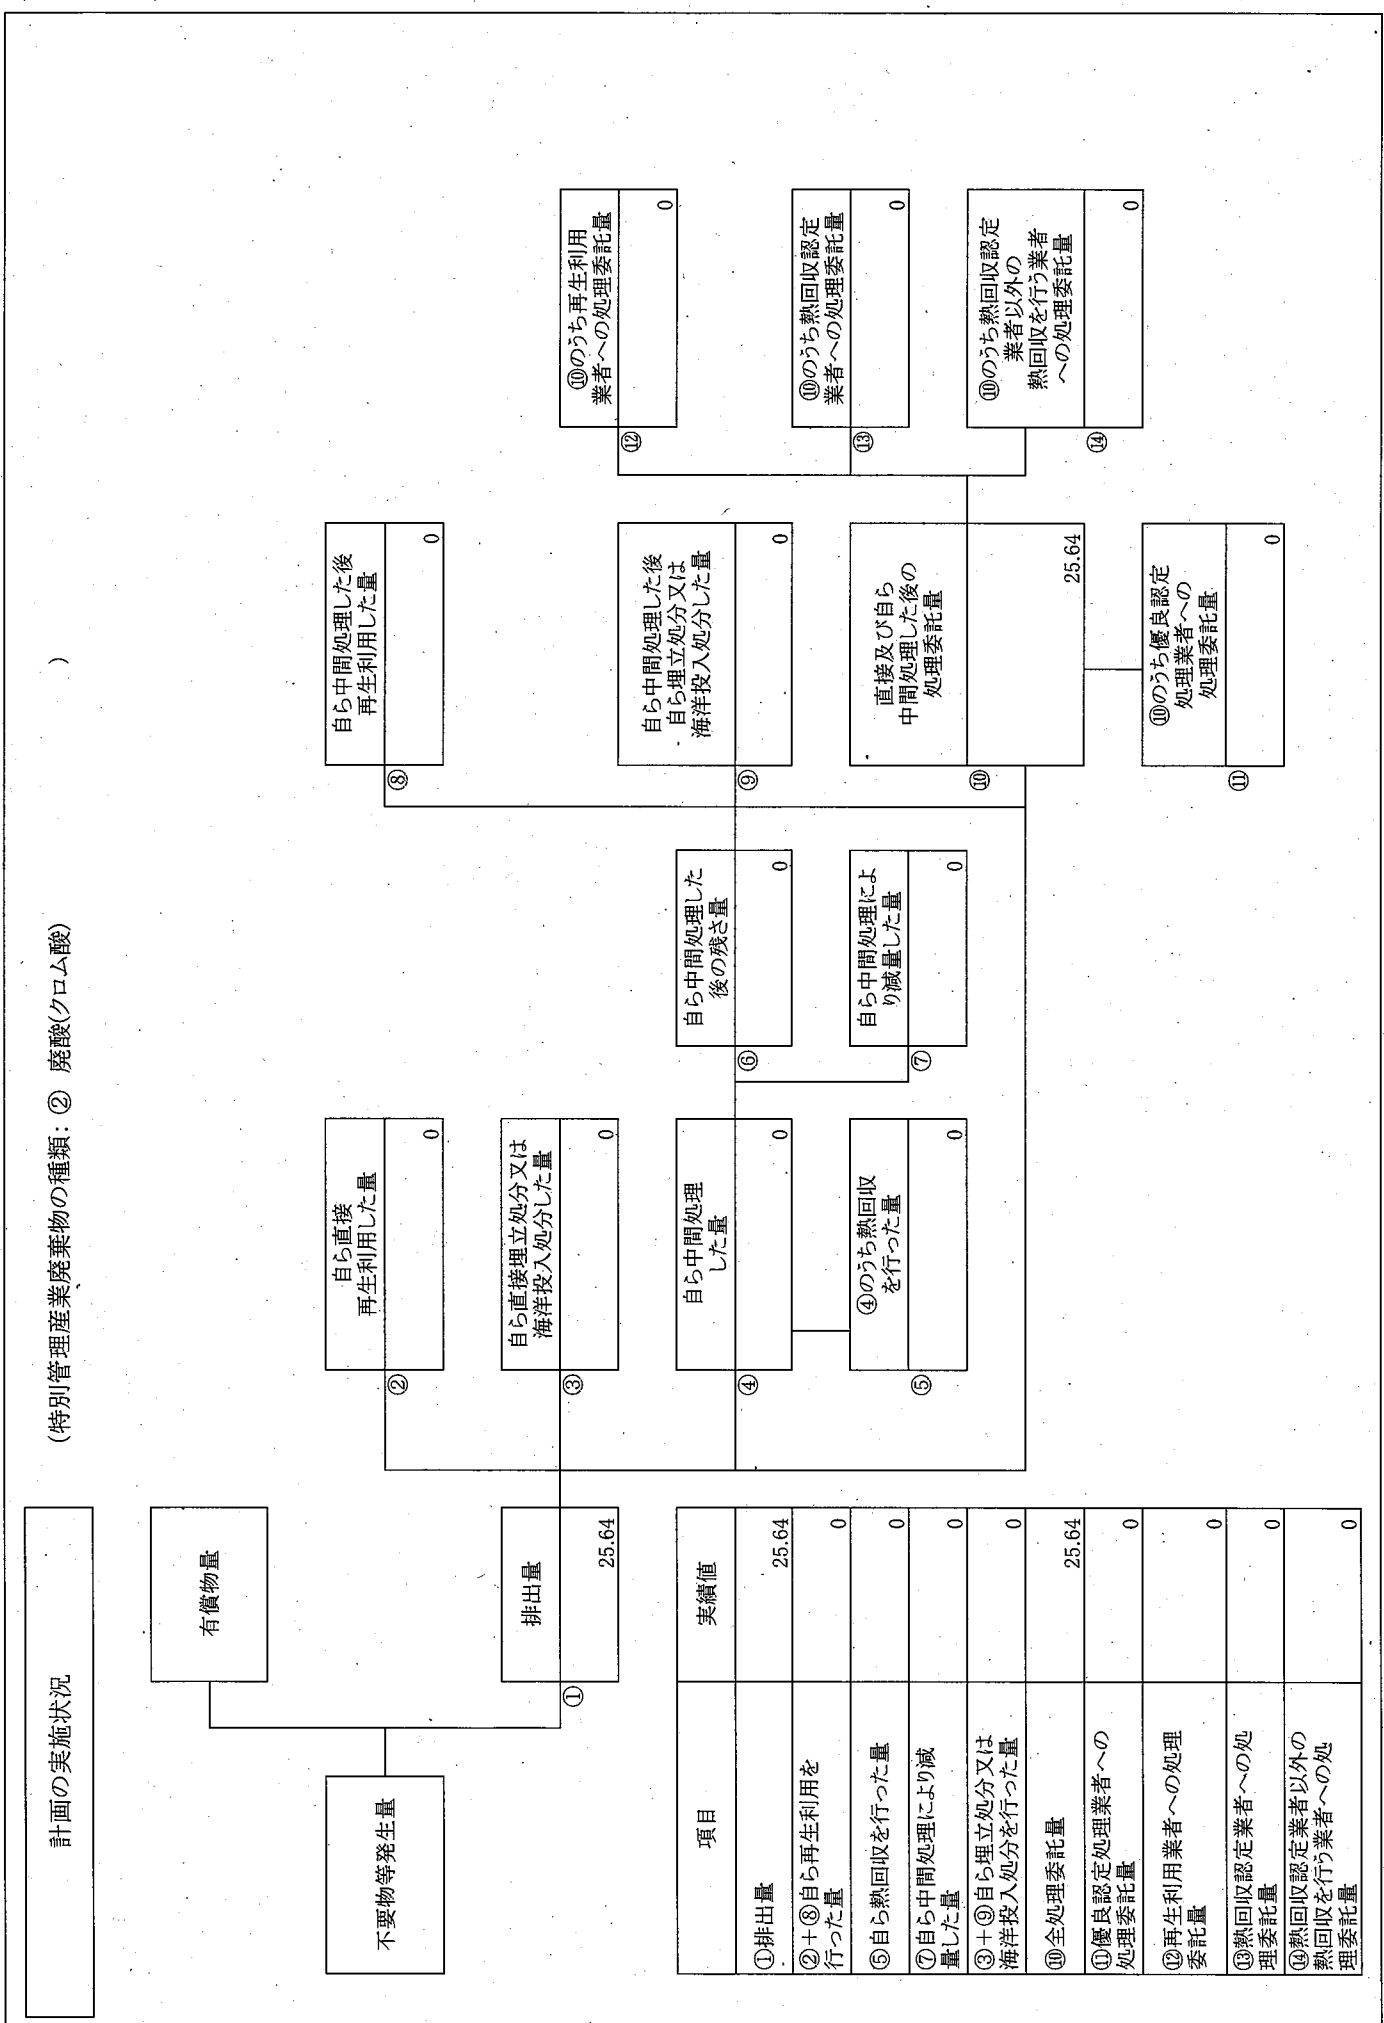 計画の実施状況
(特別管理産業廃棄物の種類: ② 廃酸(クロム酸)
)
不要物等発生量
有償物量
①
排出量
25.64
②
自ら直接
再生利用した量
0
③
自ら直接埋立処分又は
海洋投入処分した量
0
④
自ら中間処理
した量
0
⑤
④のうち熱回収
を行った量
0
⑥
自ら中間処理した
後の残さ量
0
⑦
自ら中間処理によ
り減量した量
0
⑧
自ら中間処理した後
再生利用した量
0
⑨
自ら中間処理した後
自ら埋立処分又は
海洋投入処分した量
0
⑩
直接及び自ら
中間処理した後の
処理委託量
25.64
⑪
⑩のうち優良認定
処理業者への
処理委託量
0
⑫
⑩のうち再生利用
業者への処理委託量
0
⑬
⑩のうち熱回収認定
業者への処理委託量
0
⑭
⑩のうち熱回収認定
業者以外の
熱回収を行う業者
への処理委託量
0
項目
実績値
①排出量
25.64
②+⑧自ら再生利用を
行った量
0
⑤自ら熱回収を行った量
0
⑦自ら中間処理により減
量した量
0
③+⑨自ら埋立処分又は
海洋投入処分を行った量
0
⑩全処理委託量
25.64
⑪優良認定処理業者への
処理委託量
0
⑫再生利用業者への処理
委託量
0
⑬熱回収認定業者への処
理委託量
0
⑭熱回収認定業者以外の
熱回収を行う業者への処
理委託量
0